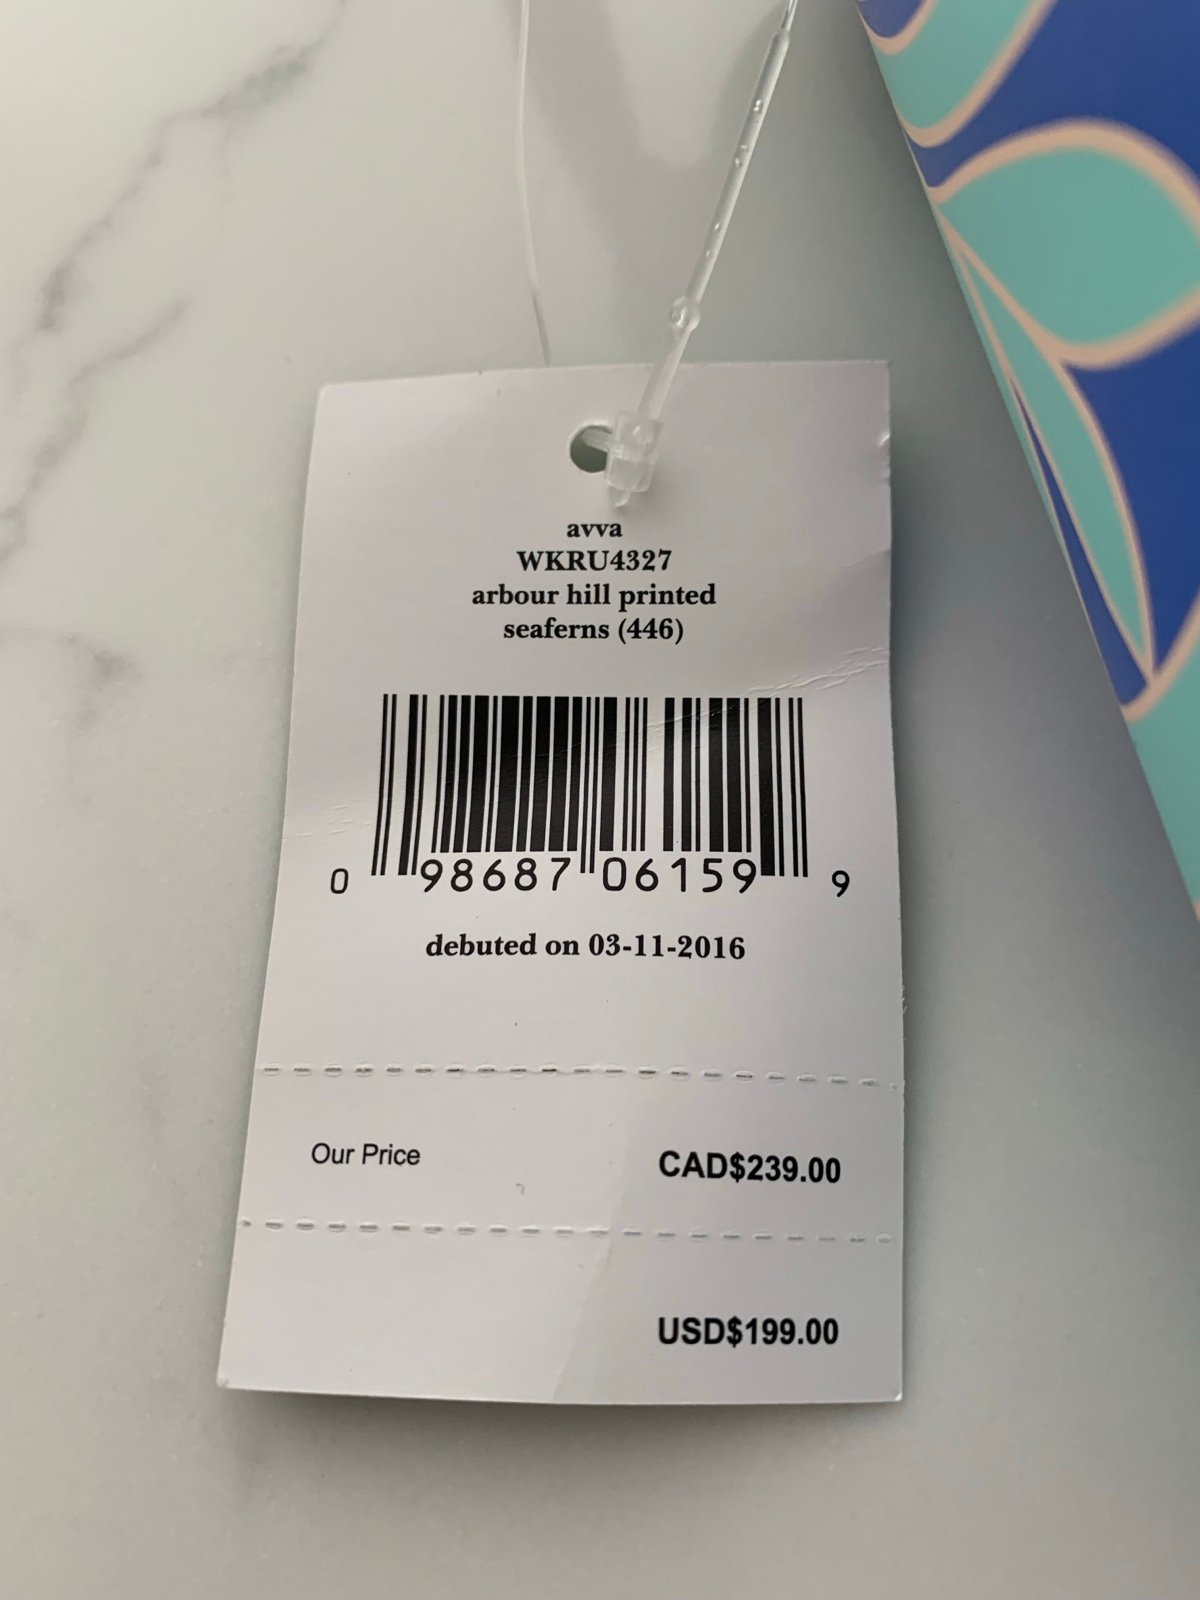 avva
WKRU4327
arbour hill printed
seaferns (446)
0 98687 06159 9
debuted on 03-11-2016
Our Price CAD$239.00
USD$199.00